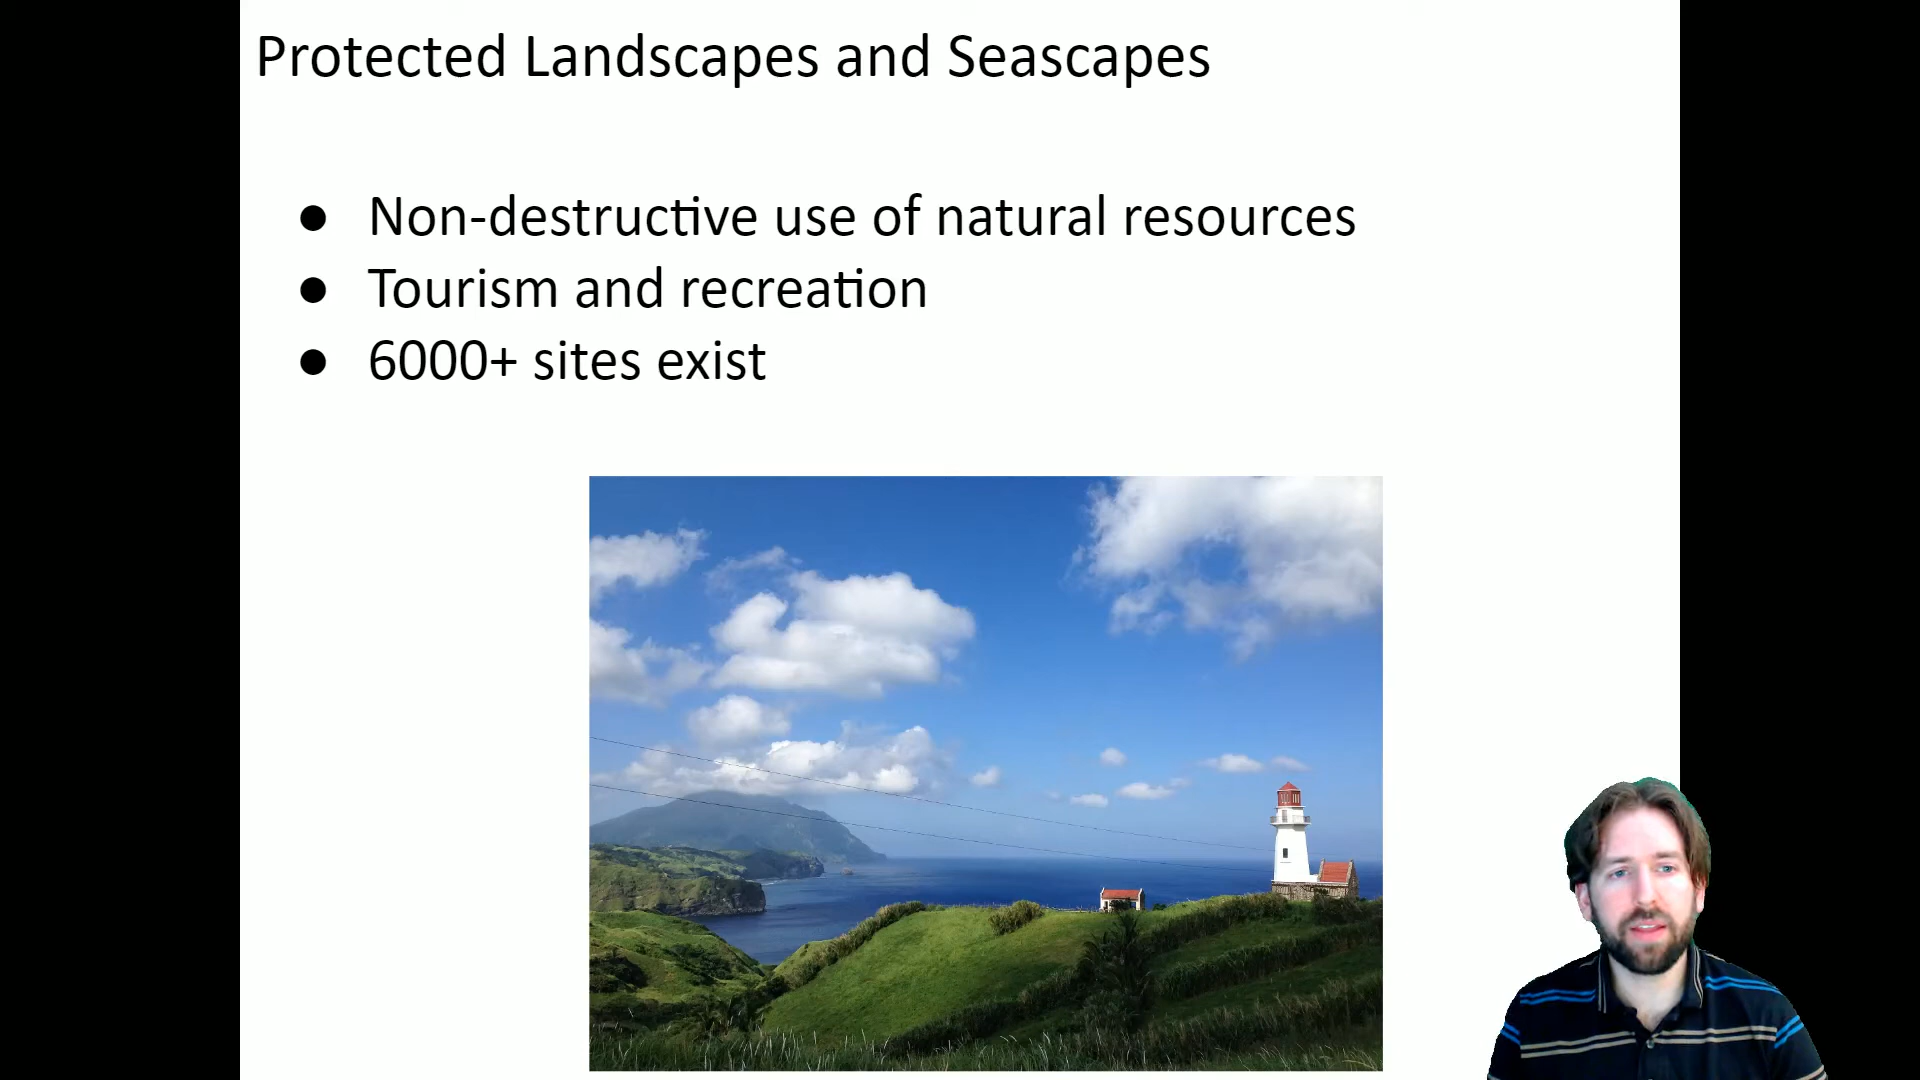 Protected Landscapes and Seascapes
● Non-destructive use of natural resources
● Tourism and recreation
● 6000+ sites exist